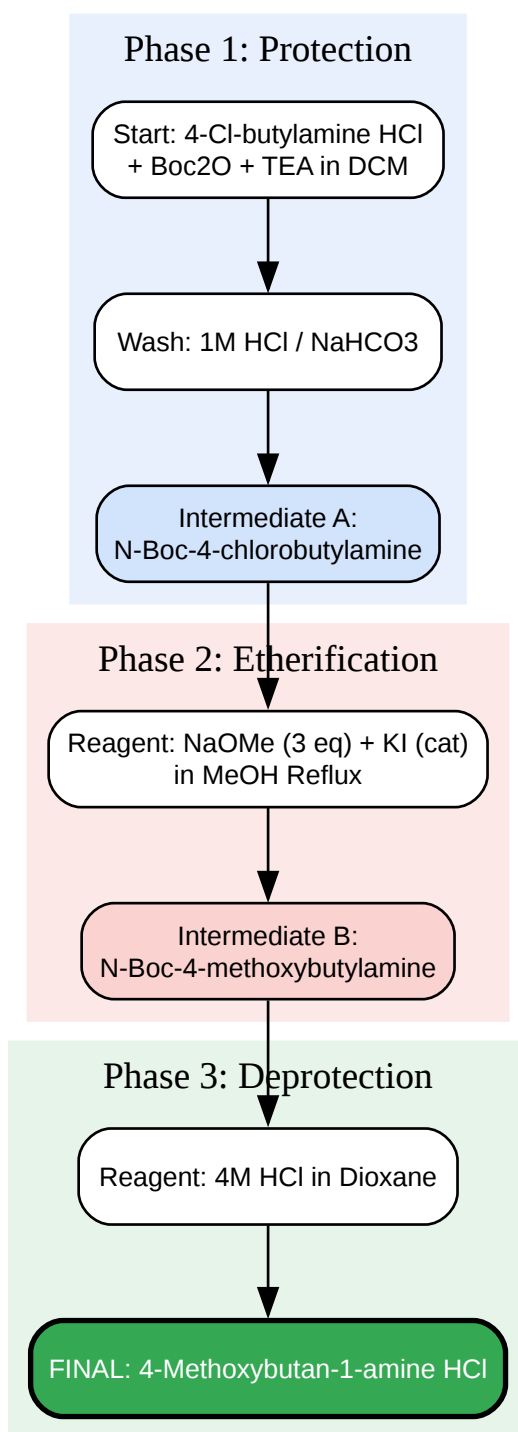 Phase 1: Protection
Start: 4-Cl-butylamine HCl
+ Boc2O + TEA in DCM
Wash: 1M HCl / NaHCO3
Intermediate A:
N-Boc-4-chlorobutylamine
Phase 2: Etherification
Reagent: NaOMe (3 eq) + KI (cat)
in MeOH Reflux
Intermediate B:
N-Boc-4-methoxybutylamine
Phase 3: Deprotection
Reagent: 4M HCl in Dioxane
FINAL: 4-Methoxybutan-1-amine HCl